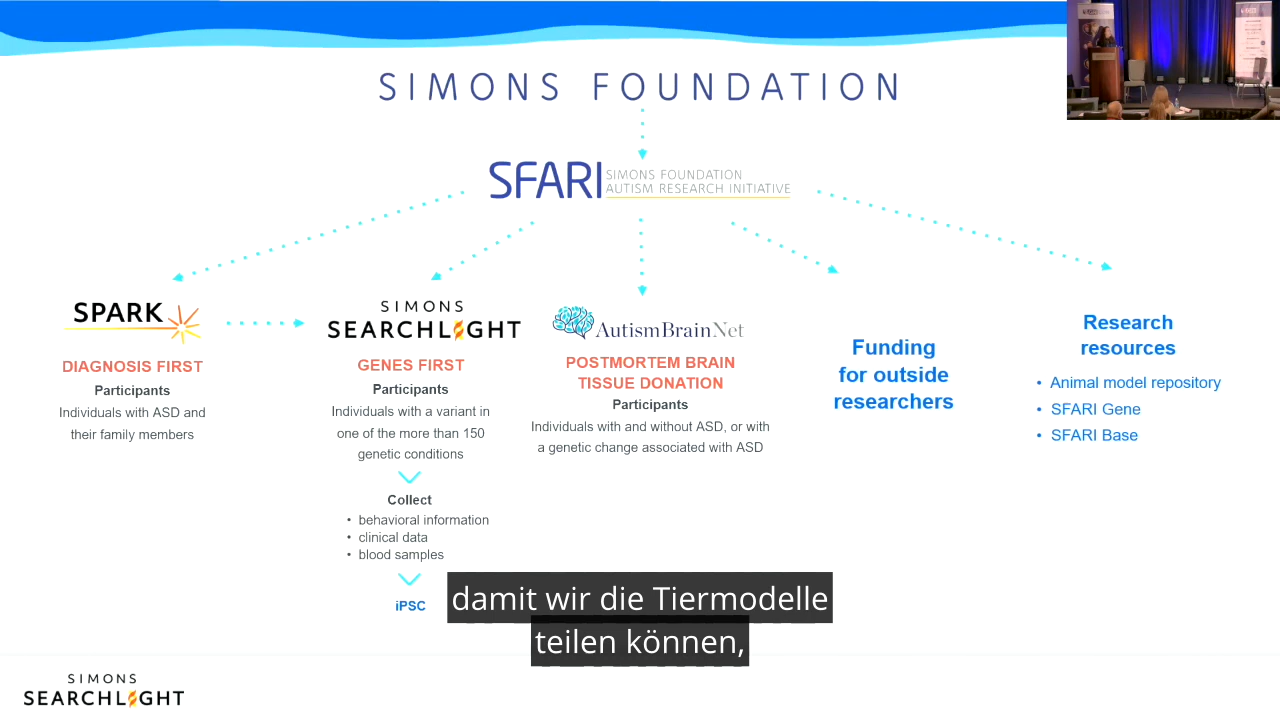 SIMONS FOUNDATION
SFARI
SIMONS FOUNDATION
AUTISM RESEARCH INITIATIVE
SPARK
DIAGNOSIS FIRST
Participants
Individuals with ASD and
their family members
SIMONS
SEARCHLIGHT
GENES FIRST
Participants
Individuals with a variant in
one of the more than 150
genetic conditions
Collect
• behavioral information
• clinical data
• blood samples
iPSC
AutismBrainNet
POSTMORTEM BRAIN
TISSUE DONATION
Participants
Individuals with and without ASD, or with
a genetic change associated with ASD
Funding
for outside
researchers
Research
resources
• Animal model repository
• SFARI Gene
• SFARI Base
damit wir die Tiermodelle
teilen können,
SIMONS
SEARCHLIGHT